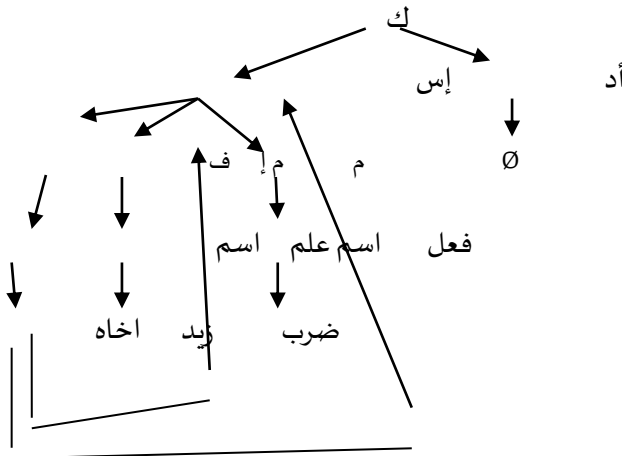 ك
أد إس
Ø م م إ ف
فعل اسم علم اسم
ضرب زيد اخاه